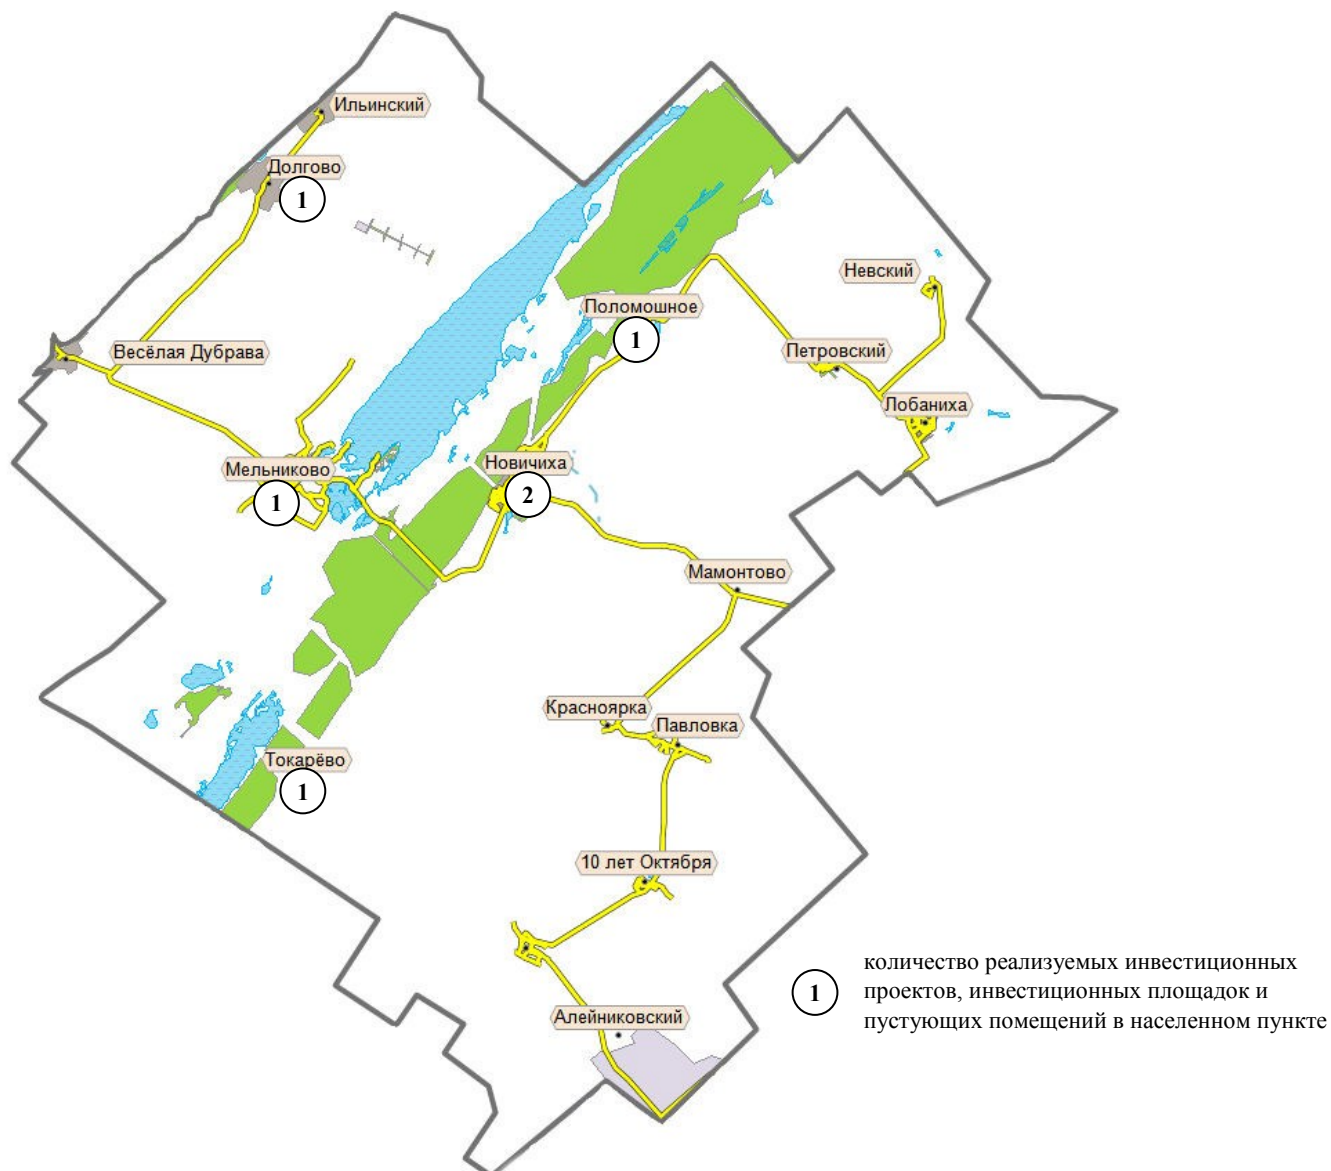 Ильинский
Долгово
1
Невский
Поломошное
1
Весёлая Дубрава
Петровский
Лобаниха
Мельниково
1
Новичиха
2
Мамонтово
Красноярка
Павловка
Токарёво
1
10 лет Октября
1
количество реализуемых инвестиционных
проектов, инвестиционных площадок и
пустующих помещений в населенном пункте
Алейниковский